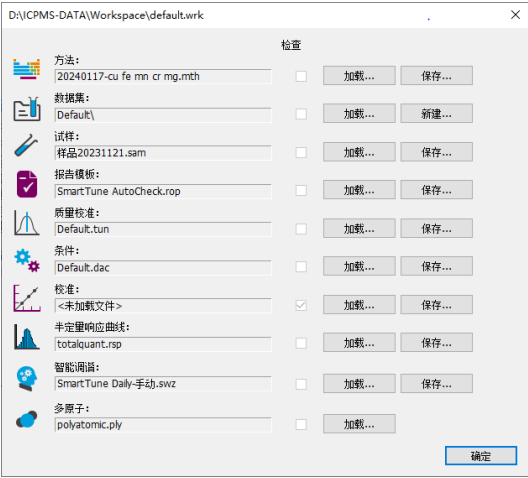 D:\ICPMS-DATA\Workspace\default.wrk
检查
方法:
20240117-cu fe mn cr mg.mth
加载... 保存...
数据集:
Default\
加载... 新建...
试样:
样品20231121.sam
加载... 保存...
报告模板:
SmartTune AutoCheck.rop
加载... 保存...
质量校准:
Default.tun
加载... 保存...
条件:
Default.dac
加载... 保存...
校准:
<未加载文件>
加载... 保存...
半定量响应曲线:
totalquant.rsp
加载... 保存...
智能调谐:
SmartTune Daily-手动.swz
加载... 保存...
多原子:
polyatomic.ply
加载...
确定